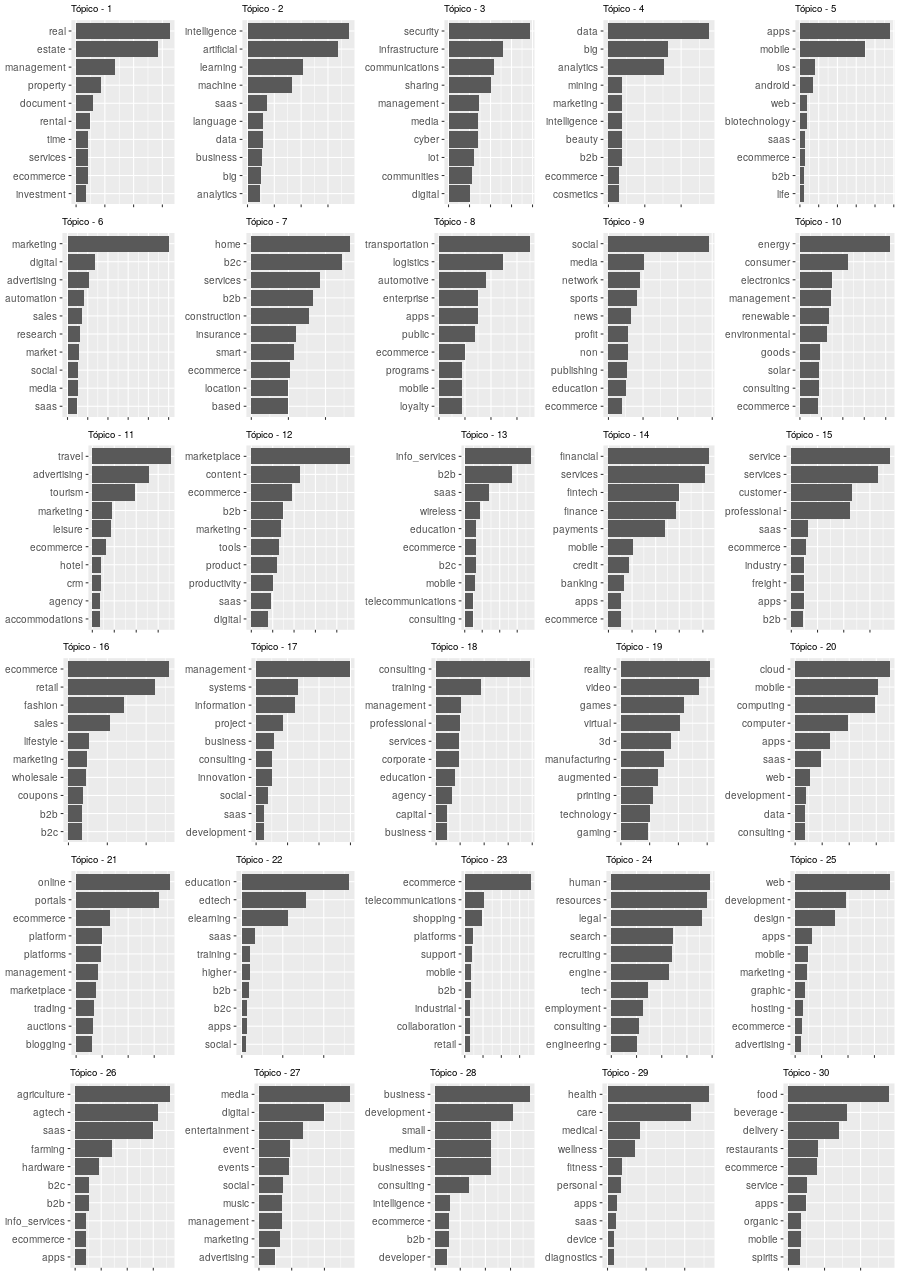 Tópico - 1
real
estate
management
property
document
rental
time
services
ecommerce
investment
Tópico - 2
intelligence
artificial
learning
machine
saas
language
data
business
big
analytics
Tópico - 3
security
infrastructure
communications
sharing
management
media
cyber
iot
communities
digital
Tópico - 4
data
big
analytics
mining
marketing
intelligence
beauty
b2b
ecommerce
cosmetics
Tópico - 5
apps
mobile
ios
android
web
biotechnology
saas
ecommerce
b2b
life
Tópico - 6
marketing
digital
advertising
automation
sales
research
market
social
media
saas
Tópico - 7
home
b2c
services
b2b
construction
insurance
smart
ecommerce
location
based
Tópico - 8
transportation
logistics
automotive
enterprise
apps
public
ecommerce
programs
mobile
loyalty
Tópico - 9
social
media
network
sports
news
profit
non
publishing
education
ecommerce
Tópico - 10
energy
consumer
electronics
management
renewable
environmental
goods
solar
consulting
ecommerce
Tópico - 11
travel
advertising
tourism
marketing
leisure
ecommerce
hotel
crm
agency
accommodations
Tópico - 12
marketplace
content
ecommerce
b2b
marketing
tools
product
productivity
saas
digital
Tópico - 13
info_services
b2b
saas
wireless
education
ecommerce
b2c
mobile
telecommunications
consulting
Tópico - 14
financial
services
fintech
finance
payments
mobile
credit
banking
apps
ecommerce
Tópico - 15
service
services
customer
professional
saas
ecommerce
industry
freight
apps
b2b
Tópico - 16
ecommerce
retail
fashion
sales
lifestyle
marketing
wholesale
coupons
b2b
b2c
Tópico - 17
management
systems
information
project
business
consulting
innovation
social
saas
development
Tópico - 18
consulting
training
management
professional
services
corporate
education
agency
capital
business
Tópico - 19
reality
video
games
virtual
3d
manufacturing
augmented
printing
technology
gaming
Tópico - 20
cloud
mobile
computing
computer
apps
saas
web
development
data
consulting
Tópico - 21
online
portals
ecommerce
platform
platforms
management
marketplace
trading
auctions
blogging
Tópico - 22
education
edtech
elearning
saas
training
higher
b2b
b2c
apps
social
Tópico - 23
ecommerce
telecommunications
shopping
platforms
support
mobile
b2b
industrial
collaboration
retail
Tópico - 24
human
resources
legal
search
recruiting
engine
tech
employment
consulting
engineering
Tópico - 25
web
development
design
apps
mobile
marketing
graphic
hosting
ecommerce
advertising
Tópico - 26
agriculture
agtech
saas
farming
hardware
b2c
b2b
info_services
ecommerce
apps
Tópico - 27
media
digital
entertainment
event
events
social
music
management
marketing
advertising
Tópico - 28
business
development
small
medium
businesses
consulting
intelligence
ecommerce
b2b
developer
Tópico - 29
health
care
medical
wellness
fitness
personal
apps
saas
device
diagnostics
Tópico - 30
food
beverage
delivery
restaurants
ecommerce
service
apps
organic
mobile
spirits